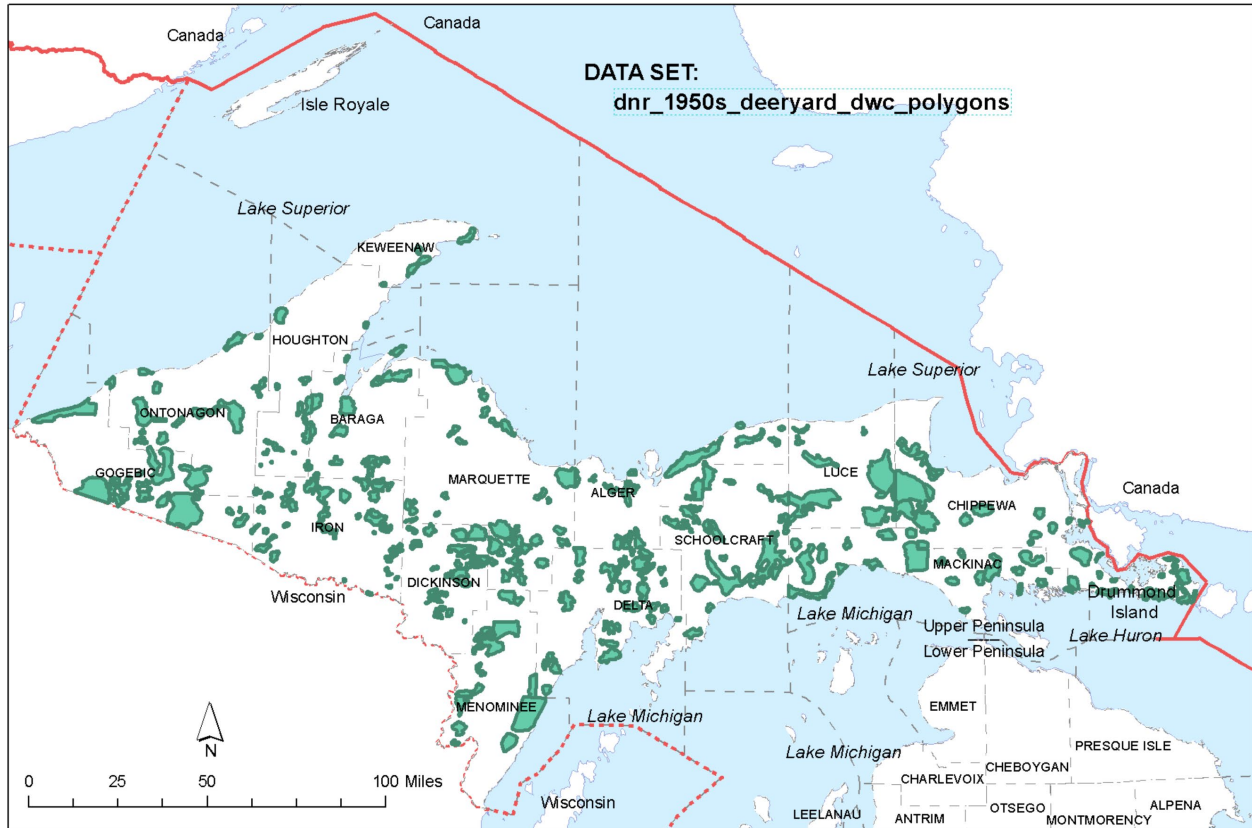 Canada
Canada
DATA SET:
dnr_1950s_deeryard_dwc_polygons
Isle Royale
Lake Superior
KEWEENAW
HOUGHTON
Lake Superior
ONTONAGON
BARAGA
GOGEBIC
MARQUETTE
LUCE
ALGER
Canada
CHIPPEWA
IRON
SCHOOLCRAFT
MACKINAC
DICKINSON
Wisconsin
DELTA
Drummond
Island
Lake Michigan
Upper Peninsula
Lake Huron
Lower Peninsula
MENOMINEE
EMMET
Lake Michigan
N
PRESQUE ISLE
Lake Michigan
CHEBOYGAN
CHARLEVOIX
0 25 50 100 Miles
Wisconsin
LEELANAU
ANTRIM
OTSEGO
MONTMORENCY
ALPENA